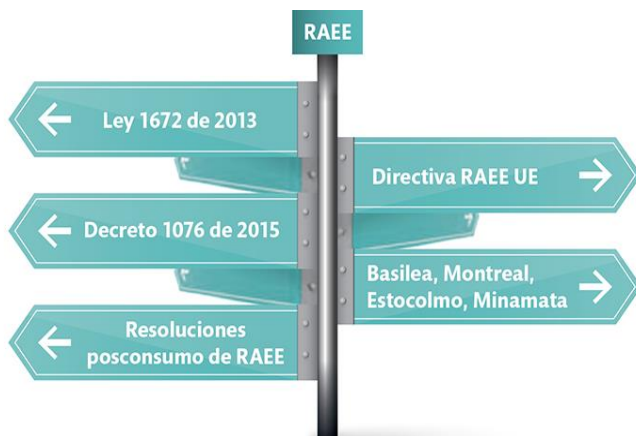 RAEE
Ley 1672 de 2013
Directiva RAEE UE
Decreto 1076 de 2015
Basilea, Montreal,
Estocolmo, Minamata
Resoluciones
posconsumo de RAEE